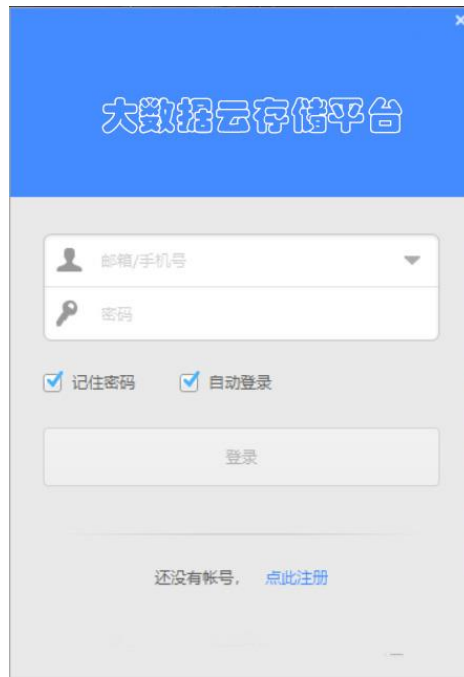 大数据云存储平台
邮箱/手机号
密码
记住密码 自动登录
登录
还没有帐号， 点此注册